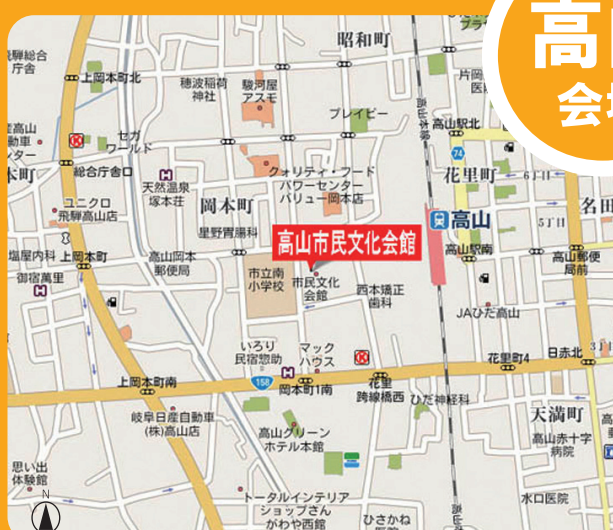 昭和町
飛騨総合
庁舎
上岡本町北
穂波稲荷
神社
駿河屋
アスモ
片岡
プレイビー
高山駅北
セガ
ワールド
74
総合庁舎口
天然温泉
塚本荘
クォリティ・フード
パワーセンター
バリュー岡本店
花里町
6丁目
ユニクロ
飛騨高山店
岡本町
星野胃腸科
高山
5丁目
高山市民文化会館
塩屋内科
上岡本町
高山岡本
郵便局
高山駅南
高山郵便
局前
御宿萬里
市立南
小学校
市民文化
会館
西本矯正
歯科
JAひだ高山
いろり
民宿惣助
マック
ハウス
花里町4
日赤北
上岡本町南
158
岡本町1南
花里
跨線橋西
ひだ神経科
岐阜日産自動車
(株)高山店
高山グリーン
ホテル本館
天満町
高山赤十字
病院
思い出
体験館
N
トータルインテリア
ショップさん
がわや西館
ひさかね
水口医院